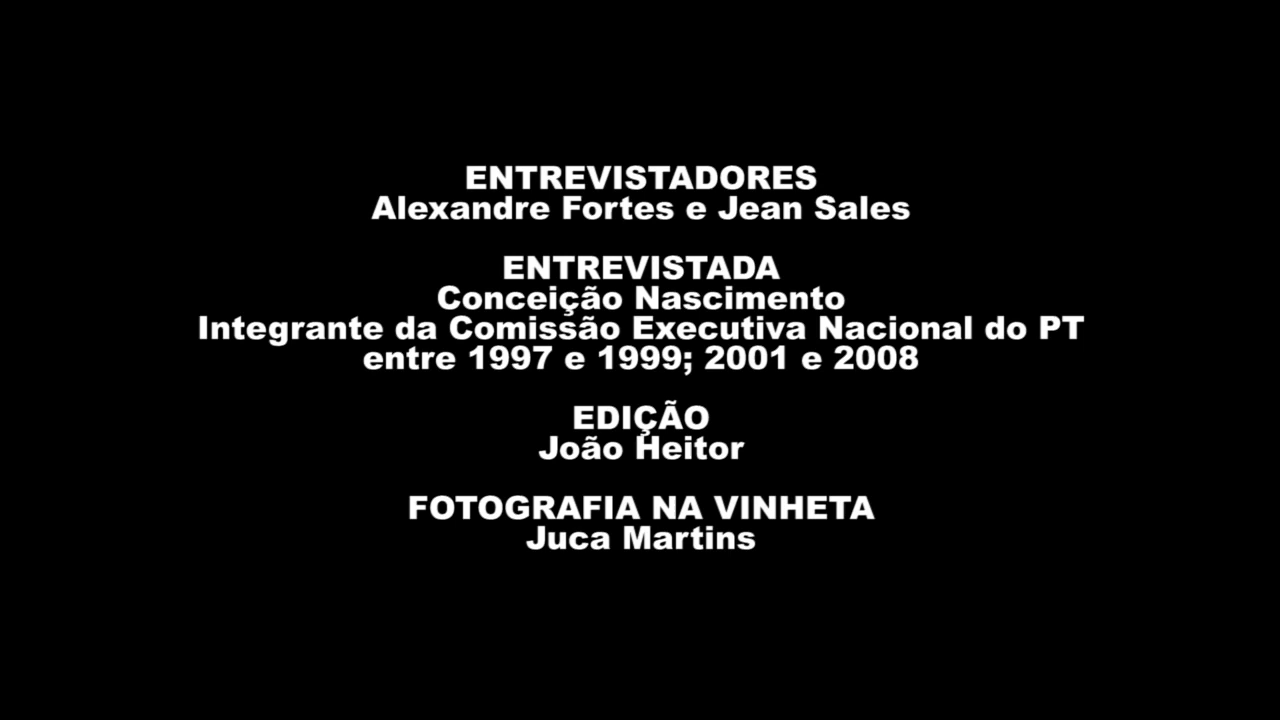 ENTREVISTADORES
Alexandre Fortes e Jean Sales
ENTREVISTADA
Conceição Nascimento
Integrante da Comissão Executiva Nacional do PT
entre 1997 e 1999; 2001 e 2008
EDIÇÃO
João Heitor
FOTOGRAFIA NA VINHETA
Juca Martins